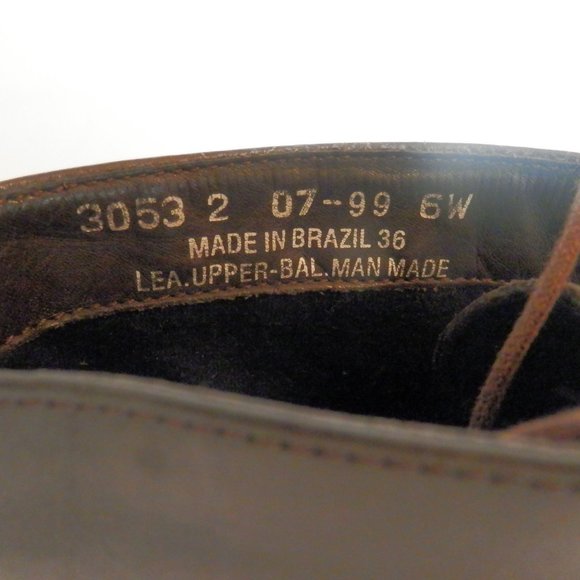 3053 2 07-99 6W
MADE IN BRAZIL 36
LEA.UPPER-BAL.MAN MADE